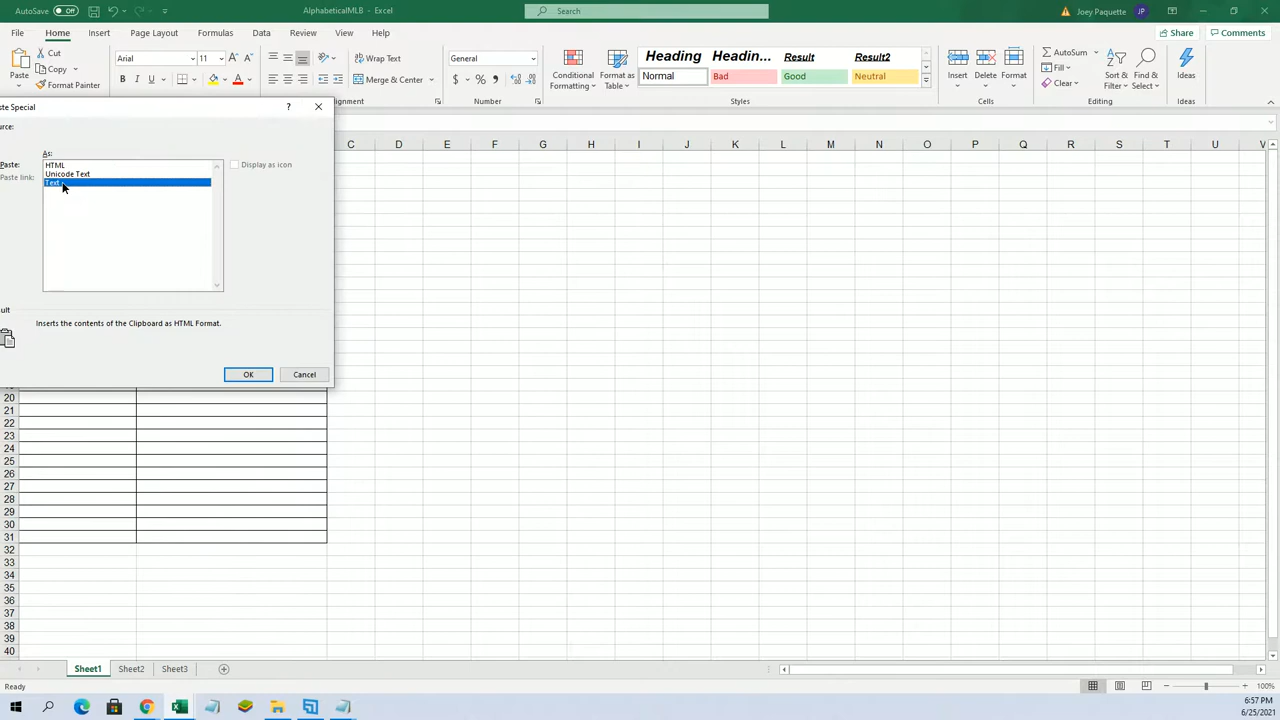 AutoSave Off AlphabeticalMLB - Excel Search Joey Paquette JP
File Home Insert Page Layout Formulas Data Review View Help Share Comments
Cut
Copy
Format Painter
Paste
Arial 11
B I U
Wrap Text
Merge & Center
General
$ % ,
Conditional Formatting
Format as Table
Heading Headin... Result Result2
Normal Bad Good Neutral
Insert Delete Format
AutoSum
Fill
Clear
Sort & Filter
Find & Select
Ideas
lignment Number Styles Cells Editing Ideas
ste Special ?
urce:
As:
Paste:
Paste link:
HTML
Unicode Text
Text
Display as icon
ult
Inserts the contents of the Clipboard as HTML Format.
OK Cancel
C D E F G H I J K L M N O P Q R S T U V
20
21
22
23
24
25
26
27
28
29
30
31
32
33
34
35
36
37
38
39
40
Sheet1 Sheet2 Sheet3
Ready 100%
6:57 PM
6/25/2021